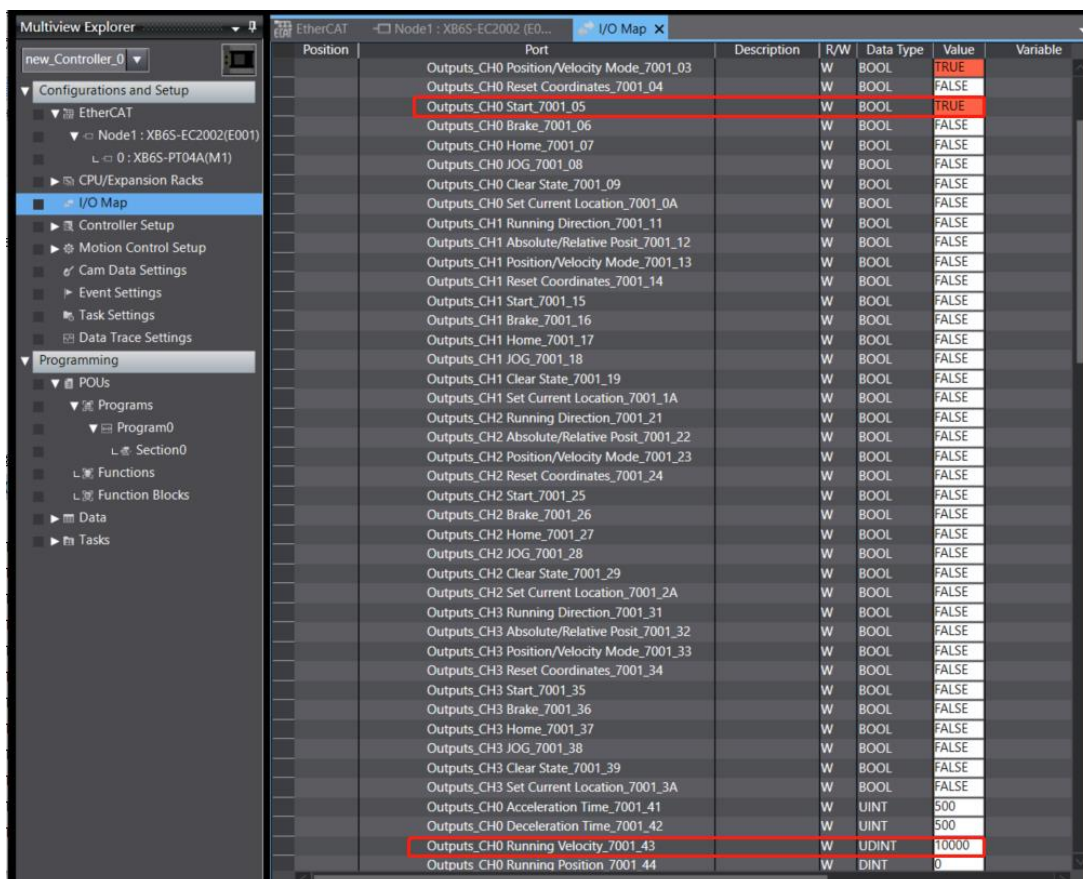 Multiview Explorer
new_Controller_0
Configurations and Setup
EtherCAT
Node1 : XB6S-EC2002(E001)
0 : XB6S-PT04A(M1)
CPU/Expansion Racks
I/O Map
Controller Setup
Motion Control Setup
Cam Data Settings
Event Settings
Task Settings
Data Trace Settings
Programming
POUs
Programs
Program0
Section0
Functions
Function Blocks
Data
Tasks
EtherCAT Node1 : XB6S-EC2002 (E0... I/O Map X
Position Port Description R/W Data Type Value Variable
Outputs_CH0 Position/Velocity Mode_7001_03 W BOOL TRUE
Outputs_CH0 Reset Coordinates_7001_04 W BOOL FALSE
Outputs_CH0 Start_7001_05 W BOOL TRUE
Outputs_CH0 Brake_7001_06 W BOOL FALSE
Outputs_CH0 Home_7001_07 W BOOL FALSE
Outputs_CH0 JOG_7001_08 W BOOL FALSE
Outputs_CH0 Clear State_7001_09 W BOOL FALSE
Outputs_CH0 Set Current Location_7001_0A W BOOL FALSE
Outputs_CH1 Running Direction_7001_11 W BOOL FALSE
Outputs_CH1 Absolute/Relative Posit_7001_12 W BOOL FALSE
Outputs_CH1 Position/Velocity Mode_7001_13 W BOOL FALSE
Outputs_CH1 Reset Coordinates_7001_14 W BOOL FALSE
Outputs_CH1 Start_7001_15 W BOOL FALSE
Outputs_CH1 Brake_7001_16 W BOOL FALSE
Outputs_CH1 Home_7001_17 W BOOL FALSE
Outputs_CH1 JOG_7001_18 W BOOL FALSE
Outputs_CH1 Clear State_7001_19 W BOOL FALSE
Outputs_CH1 Set Current Location_7001_1A W BOOL FALSE
Outputs_CH2 Running Direction_7001_21 W BOOL FALSE
Outputs_CH2 Absolute/Relative Posit_7001_22 W BOOL FALSE
Outputs_CH2 Position/Velocity Mode_7001_23 W BOOL FALSE
Outputs_CH2 Reset Coordinates_7001_24 W BOOL FALSE
Outputs_CH2 Start_7001_25 W BOOL FALSE
Outputs_CH2 Brake_7001_26 W BOOL FALSE
Outputs_CH2 Home_7001_27 W BOOL FALSE
Outputs_CH2 JOG_7001_28 W BOOL FALSE
Outputs_CH2 Clear State_7001_29 W BOOL FALSE
Outputs_CH2 Set Current Location_7001_2A W BOOL FALSE
Outputs_CH3 Running Direction_7001_31 W BOOL FALSE
Outputs_CH3 Absolute/Relative Posit_7001_32 W BOOL FALSE
Outputs_CH3 Position/Velocity Mode_7001_33 W BOOL FALSE
Outputs_CH3 Reset Coordinates_7001_34 W BOOL FALSE
Outputs_CH3 Start_7001_35 W BOOL FALSE
Outputs_CH3 Brake_7001_36 W BOOL FALSE
Outputs_CH3 Home_7001_37 W BOOL FALSE
Outputs_CH3 JOG_7001_38 W BOOL FALSE
Outputs_CH3 Clear State_7001_39 W BOOL FALSE
Outputs_CH3 Set Current Location_7001_3A W BOOL FALSE
Outputs_CH0 Acceleration Time_7001_41 W UINT 500
Outputs_CH0 Deceleration Time_7001_42 W UINT 500
Outputs_CH0 Running Velocity_7001_43 W UDINT 10000
Outputs_CH0 Running Position_7001_44 W DINT 0